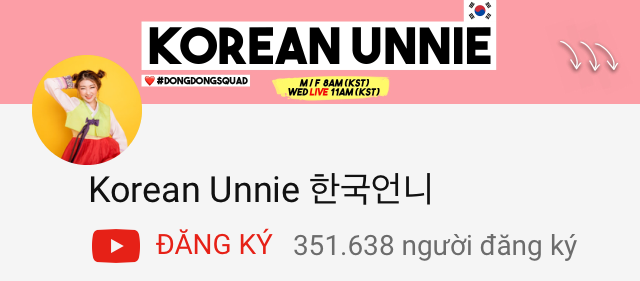 KOREAN UNNIE
❤️ #DONGDONGSQUAD
M / F 8AM (KST)
WED LIVE 11AM (KST)
Korean Unnie 한국언니
ĐĂNG KÝ 351.638 người đăng ký